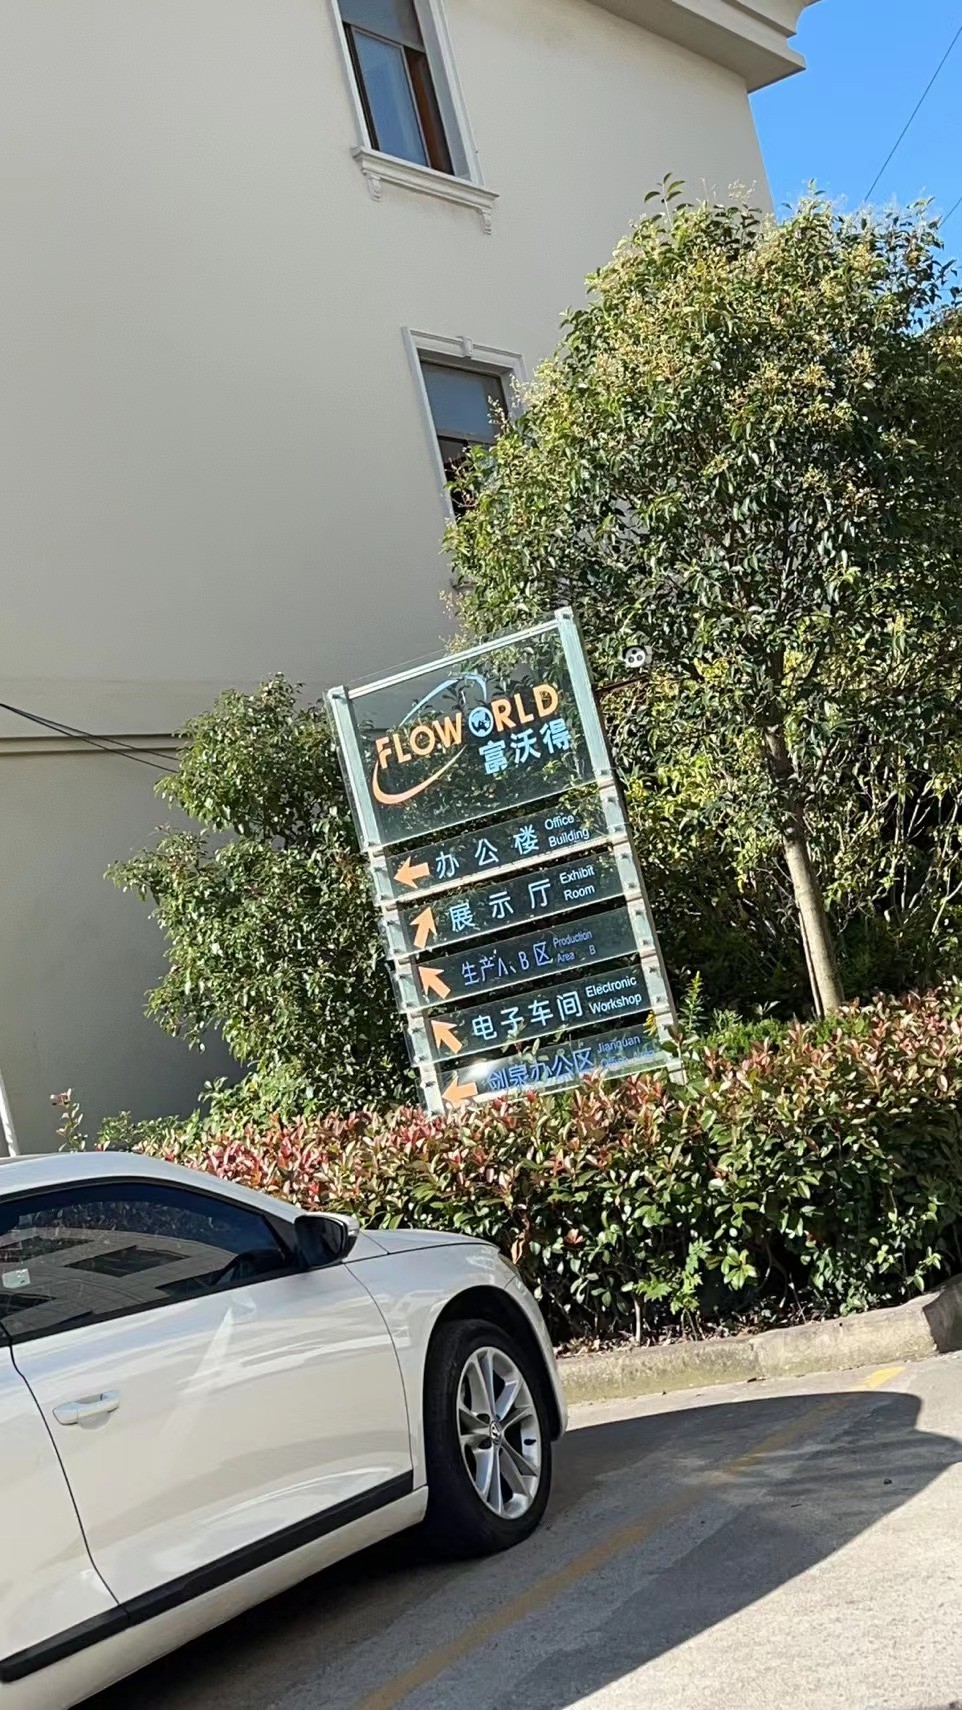 FLOWORLD
富沃得
办公楼 Office Building
展示厅 Exhibit Room
生产A、B区 Production Area B
电子车间 Electronic Workshop
剑泉办公区 Jianquan